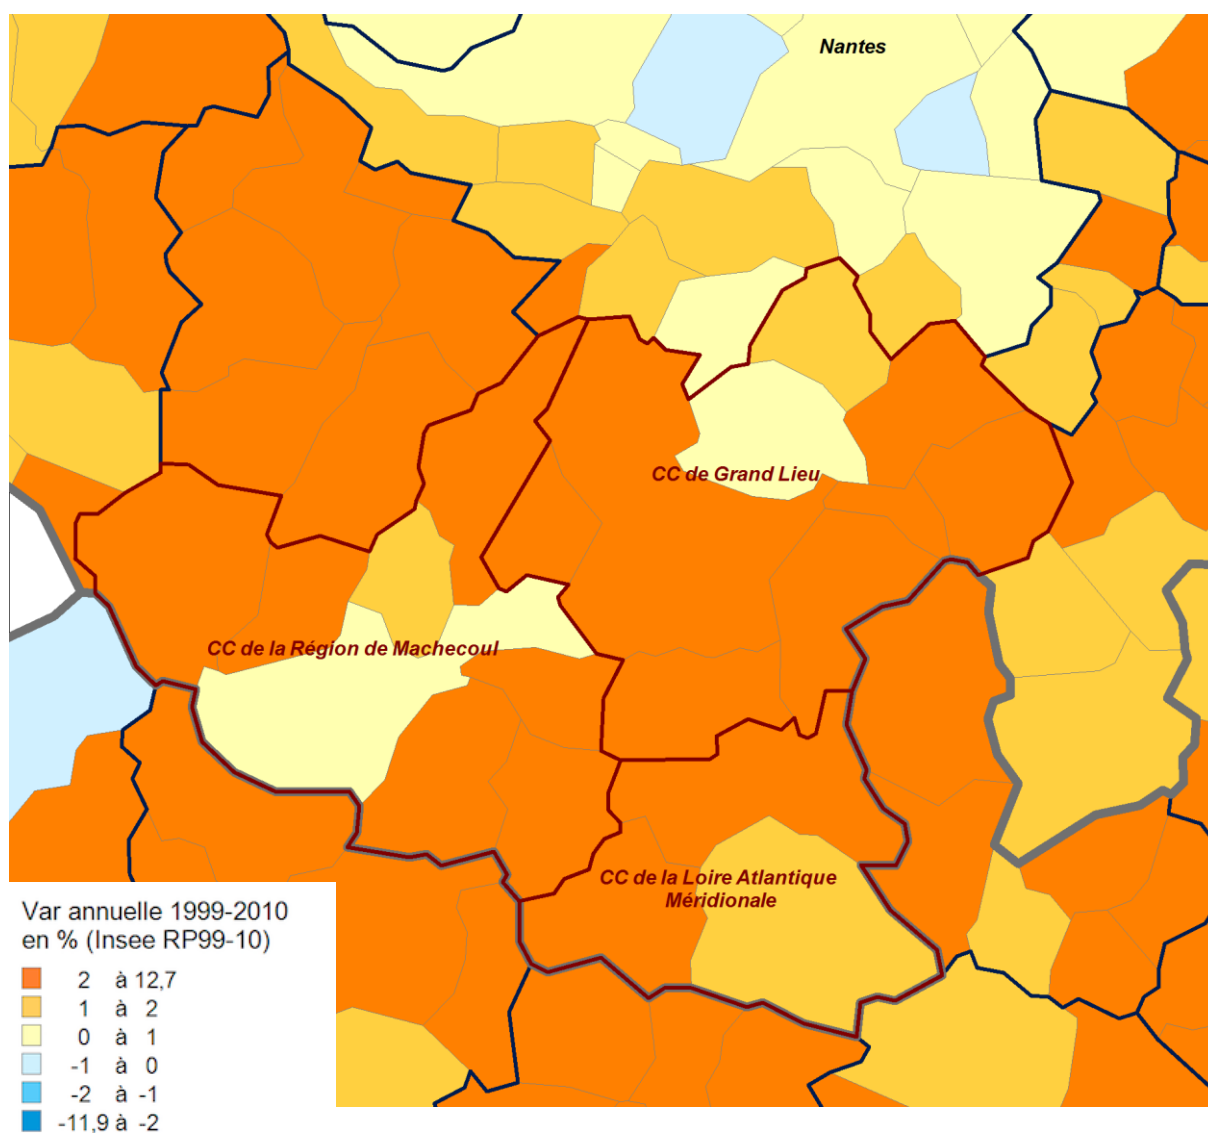 Nantes
CC de Grand Lieu
CC de la Région de Machecoul
CC de la Loire Atlantique
Méridionale
Var annuelle 1999-2010
en % (Insee RP99-10)
2 à 12,7
1 à 2
0 à 1
-1 à 0
-2 à -1
-11,9 à -2